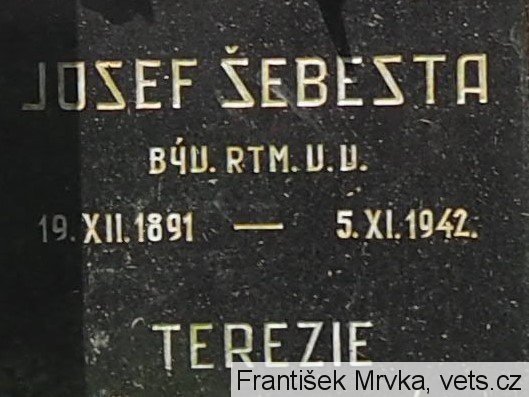 JOSEF ŠEBESTA
BÝV. RTM. V. V.
19. XII. 1891 — 5. XI. 1942.
TEREZIE
František Mrvka, vets.cz